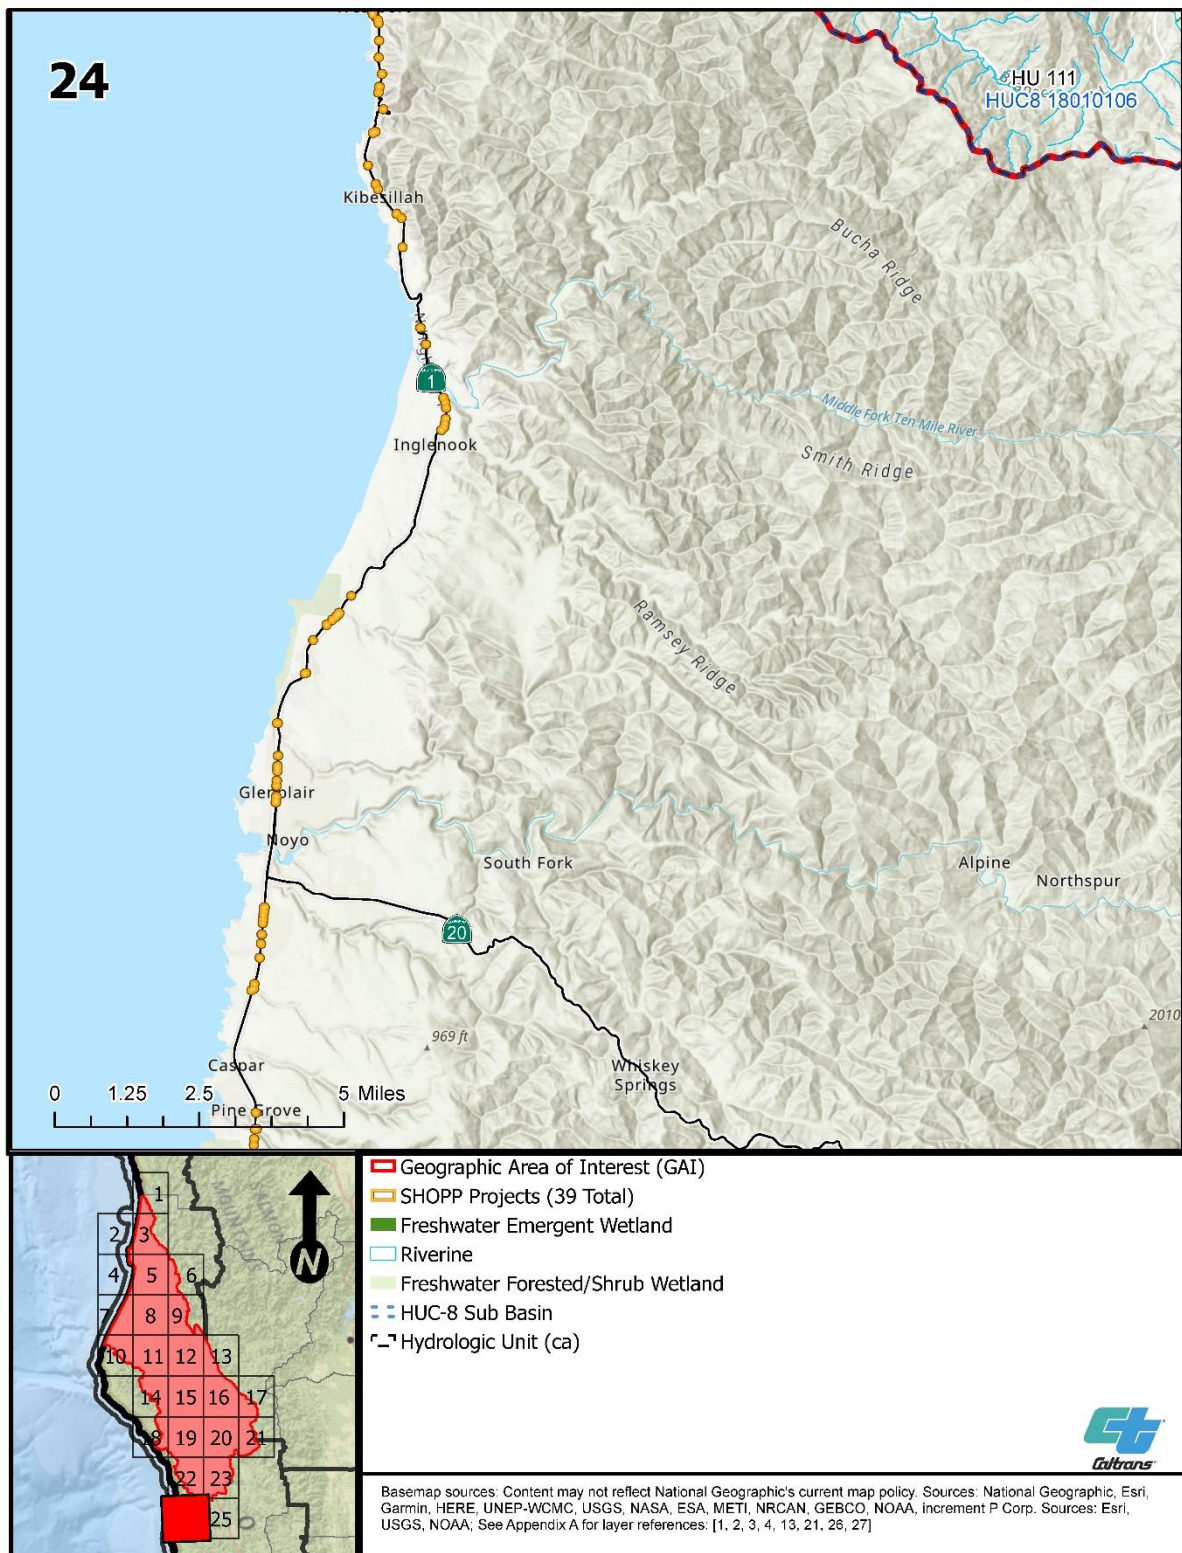 24
HU 111
HUC8 18010106
Kibesillah
Bucha Ridge
1
Middle Fork Ten Mile River
Inglenook
Smith Ridge
Ramsey Ridge
Glenblair
Noyo
South Fork
Alpine
Northspur
20
2010
969 ft
Caspar
Whiskey
Springs
0 1.25 2.5 5 Miles
Pine Grove
1
2 3
4 5 6
7 8 9
10 11 12 13
14 15 16 17
18 19 20 21
22 23
25
MOUNTAINS
SALMON
N
Geographic Area of Interest (GAI)
SHOPP Projects (39 Total)
Freshwater Emergent Wetland
Riverine
Freshwater Forested/Shrub Wetland
HUC-8 Sub Basin
Hydrologic Unit (ca)
ct
Caltrans
Basemap sources: Content may not reflect National Geographic's current map policy. Sources: National Geographic, Esri,
Garmin, HERE, UNEP-WCMC, USGS, NASA, ESA, METI, NRCAN, GEBCO, NOAA, increment P Corp. Sources: Esri,
USGS, NOAA; See Appendix A for layer references: [1, 2, 3, 4, 13, 21, 26, 27]